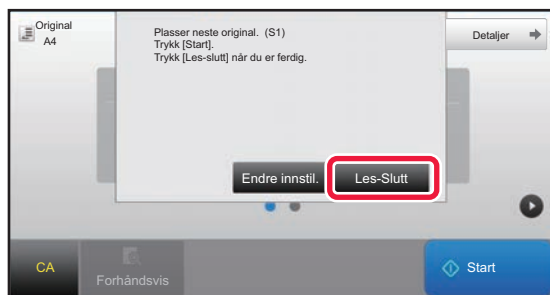 Original
A4
Plasser neste original. (S1)
Trykk [Start].
Trykk [Les-slutt] når du er ferdig.
Detaljer
Endre innstil.
Les-Slutt
CA
Forhåndsvis
Start